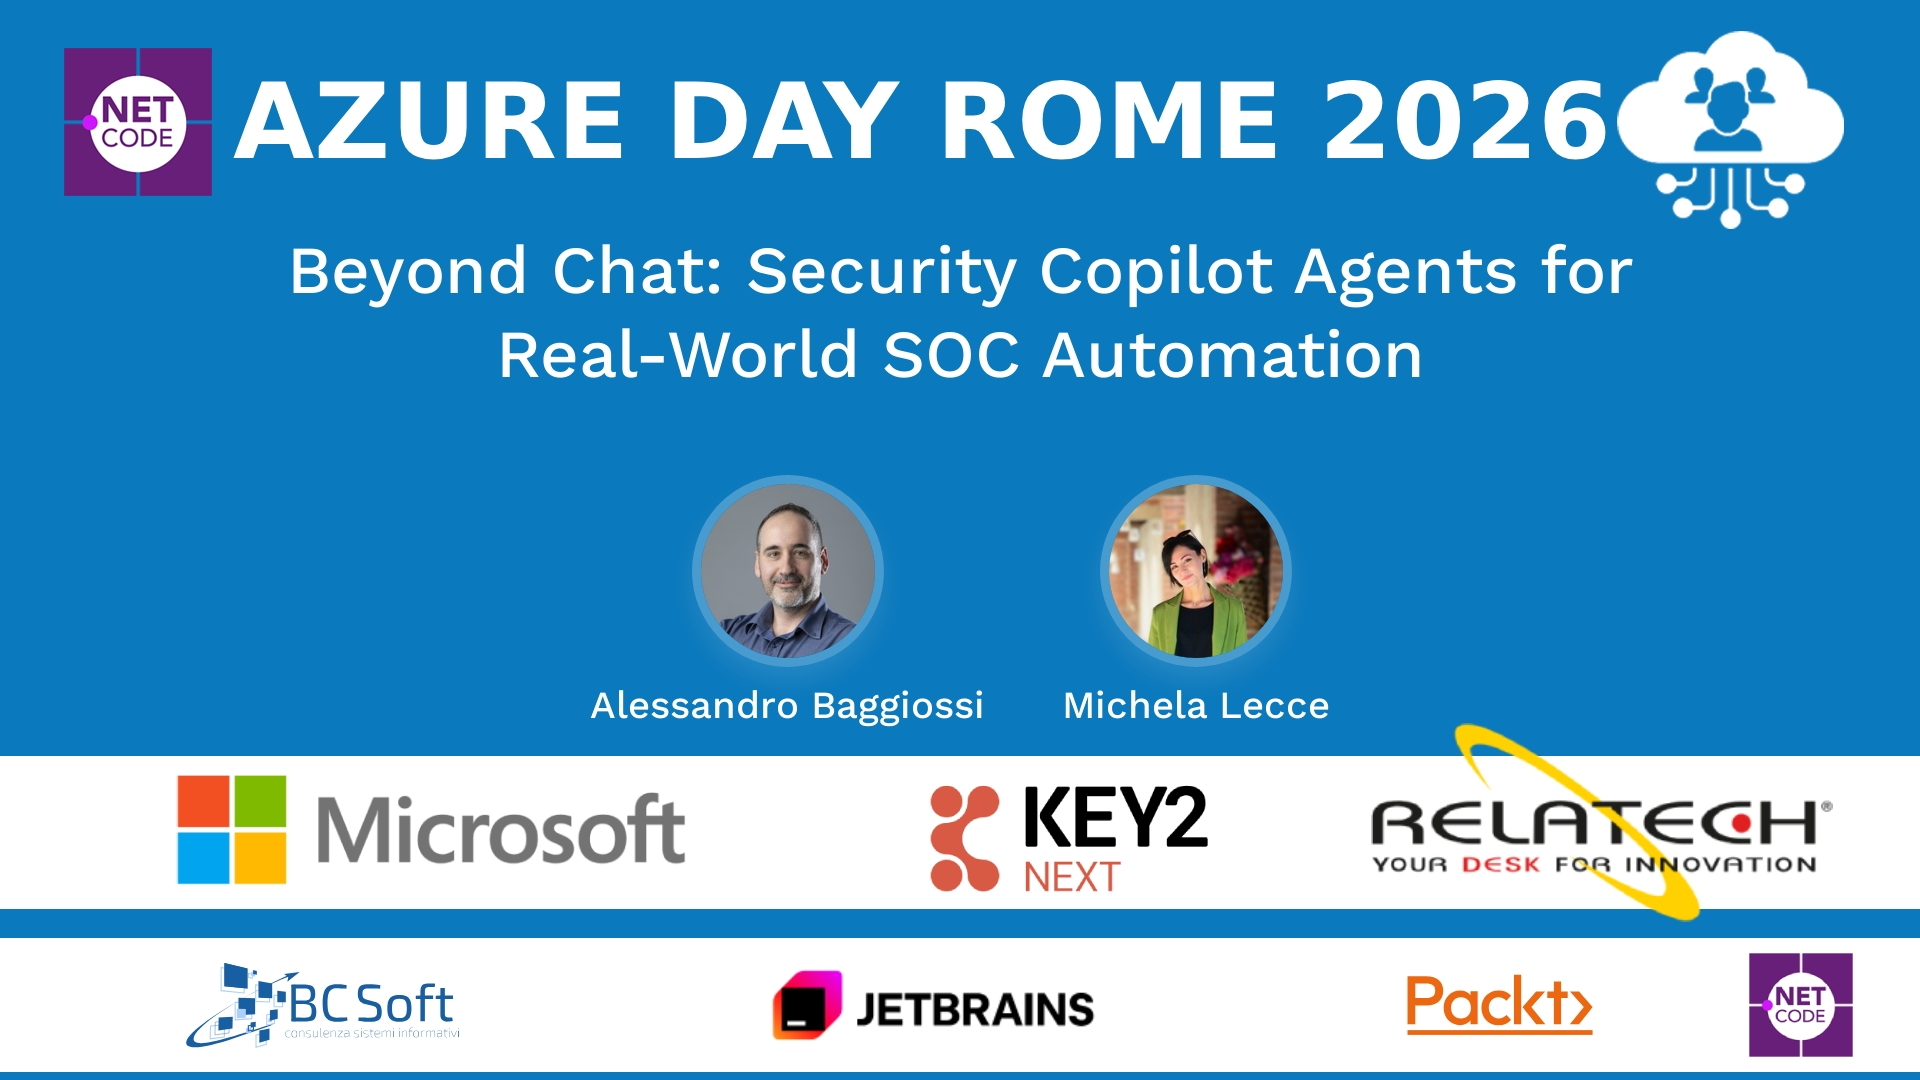 NET
CODE
AZURE DAY ROME 2026
Beyond Chat: Security Copilot Agents for
Real-World SOC Automation
Alessandro Baggiossi
Michela Lecce
Microsoft
KEY2
NEXT
RELATECH®
YOUR DESK FOR INNOVATION
BC Soft
consulenza sistemi informativi
JETBRAINS
Packt>
NET
CODE